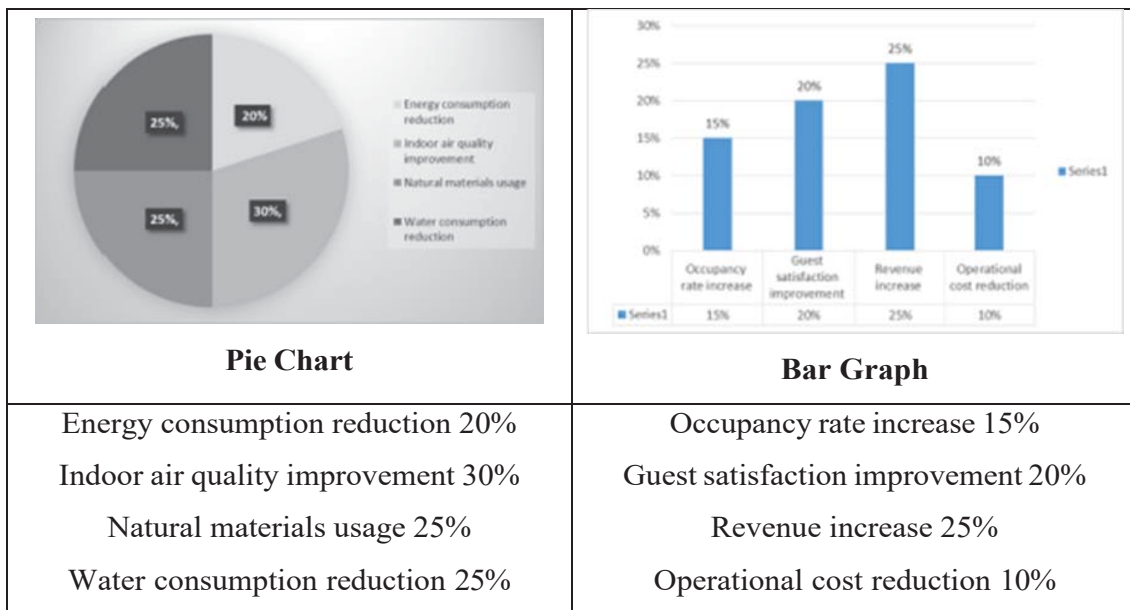 20%
30%,
25%,
25%,
Energy consumption
reduction
Indoor air quality
improvement
Natural materials usage
Water consumption
reduction
Pie Chart
30%
25%
20%
15%
10%
5%
0%
15%
20%
25%
10%
Series1
Occupancy
rate increase
Guest
satisfaction
improvement
Revenue
increase
Operational
cost reduction
Series1 15% 20% 25% 10%
Bar Graph
Energy consumption reduction 20%
Indoor air quality improvement 30%
Natural materials usage 25%
Water consumption reduction 25%
Occupancy rate increase 15%
Guest satisfaction improvement 20%
Revenue increase 25%
Operational cost reduction 10%